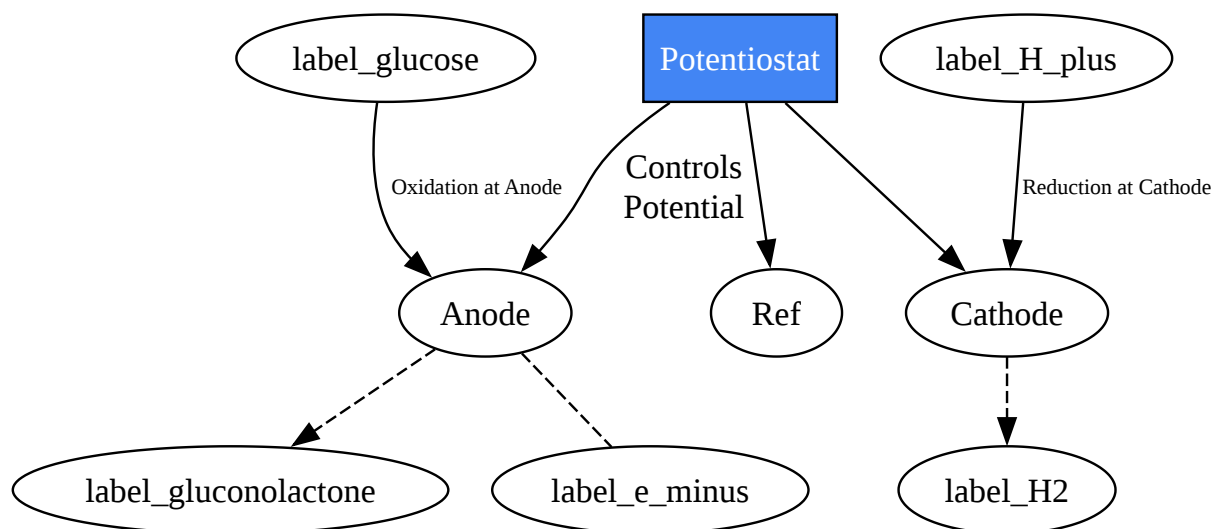 label_glucose
Potentiostat
label_H_plus
Oxidation at Anode
Controls
Potential
Reduction at Cathode
Anode
Ref
Cathode
label_gluconolactone
label_e_minus
label_H2